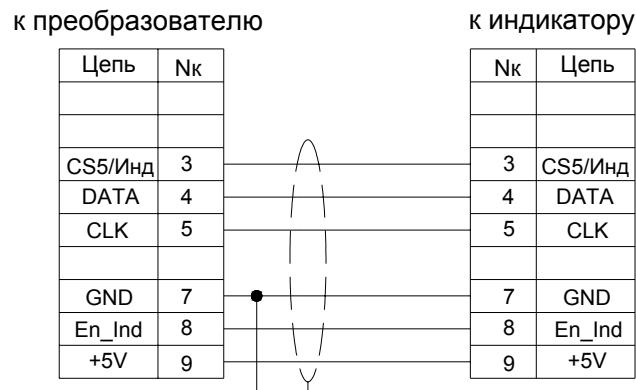 к преобразователю к индикатору
Цепь Nк Nк Цепь
CS5/Инд 3 3 CS5/Инд
DATA 4 4 DATA
CLK 5 5 CLK
GND 7 7 GND
En_Ind 8 8 En_Ind
+5V 9 9 +5V